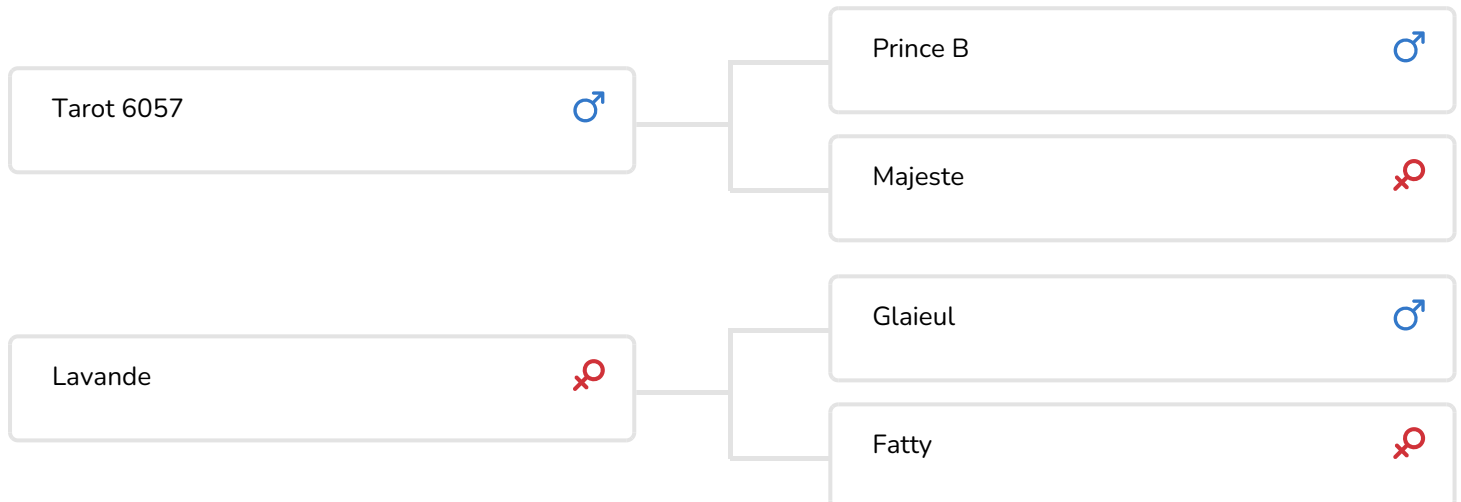 Prince B
Tarot 6057
Majeste
Glaieul
Lavande
Fatty